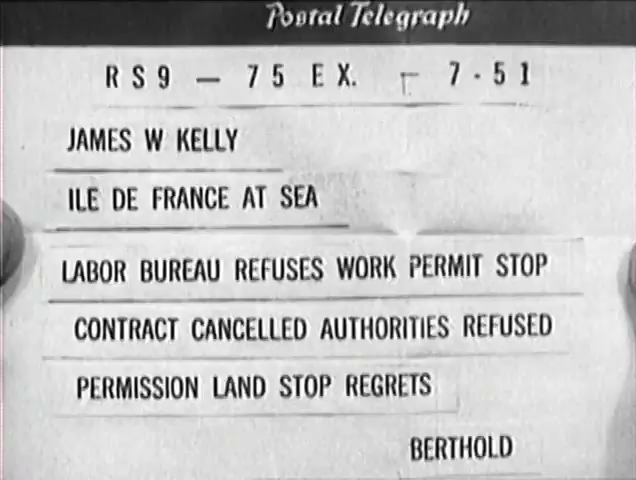 Postal Telegraph
RS9 — 75 EX. — 7·51
JAMES W KELLY
ILE DE FRANCE AT SEA
LABOR BUREAU REFUSES WORK PERMIT STOP
CONTRACT CANCELLED AUTHORITIES REFUSED
PERMISSION LAND STOP REGRETS
BERTHOLD